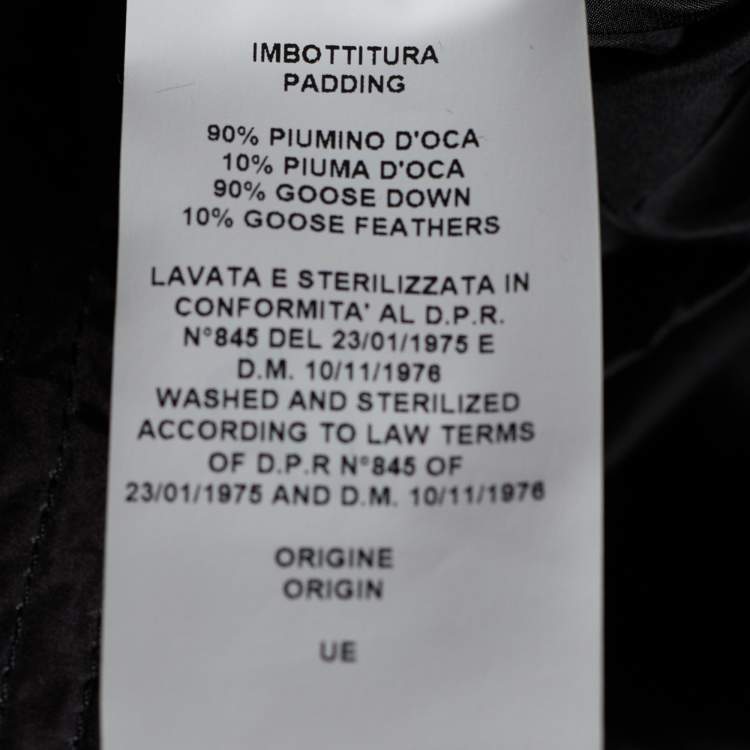 IMBOTTITURA
PADDING
90% PIUMINO D'OCA
10% PIUMA D'OCA
90% GOOSE DOWN
10% GOOSE FEATHERS
LAVATA E STERILIZZATA IN
CONFORMITA' AL D.P.R.
N°845 DEL 23/01/1975 E
D.M. 10/11/1976
WASHED AND STERILIZED
ACCORDING TO LAW TERMS
OF D.P.R N°845 OF
23/01/1975 AND D.M. 10/11/1976
ORIGINE
ORIGIN
UE